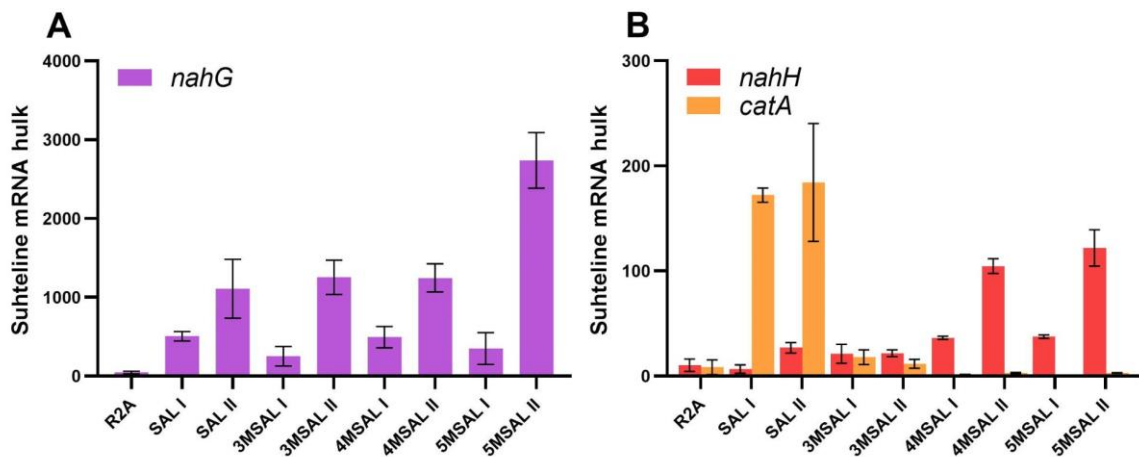 A
Suhteline mRNA hulk
4000
3000
2000
1000
0
nahG
R2A
SAL I
SAL II
3MSAL I
3MSAL II
4MSAL I
4MSAL II
5MSAL I
5MSAL II
B
Suhteline mRNA hulk
300
200
100
0
nahH
catA
R2A
SAL I
SAL II
3MSAL I
3MSAL II
4MSAL I
4MSAL II
5MSAL I
5MSAL II